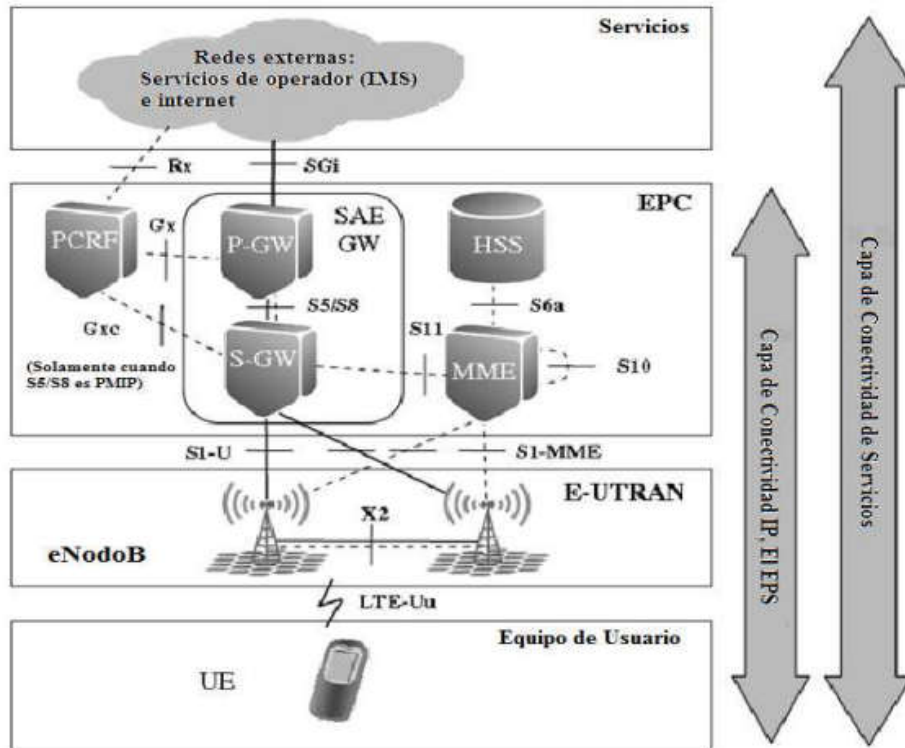 Servicios
Redes externas:
Servicios de operador (IMS)
e internet
Rx
SGi
EPC
PCRF
Gx
P-GW
SAE
GW
HSS
S5/S8
S6a
Gxc
S-GW
S11
MME
S10
(Solamente cuando
S5/S8 es PMIP)
S1-U
S1-MME
E-UTRAN
X2
eNodoB
LTE-Uu
Equipo de Usuario
UE
Capa de Conectividad IP, El EPS
Capa de Conectividad de Servicios